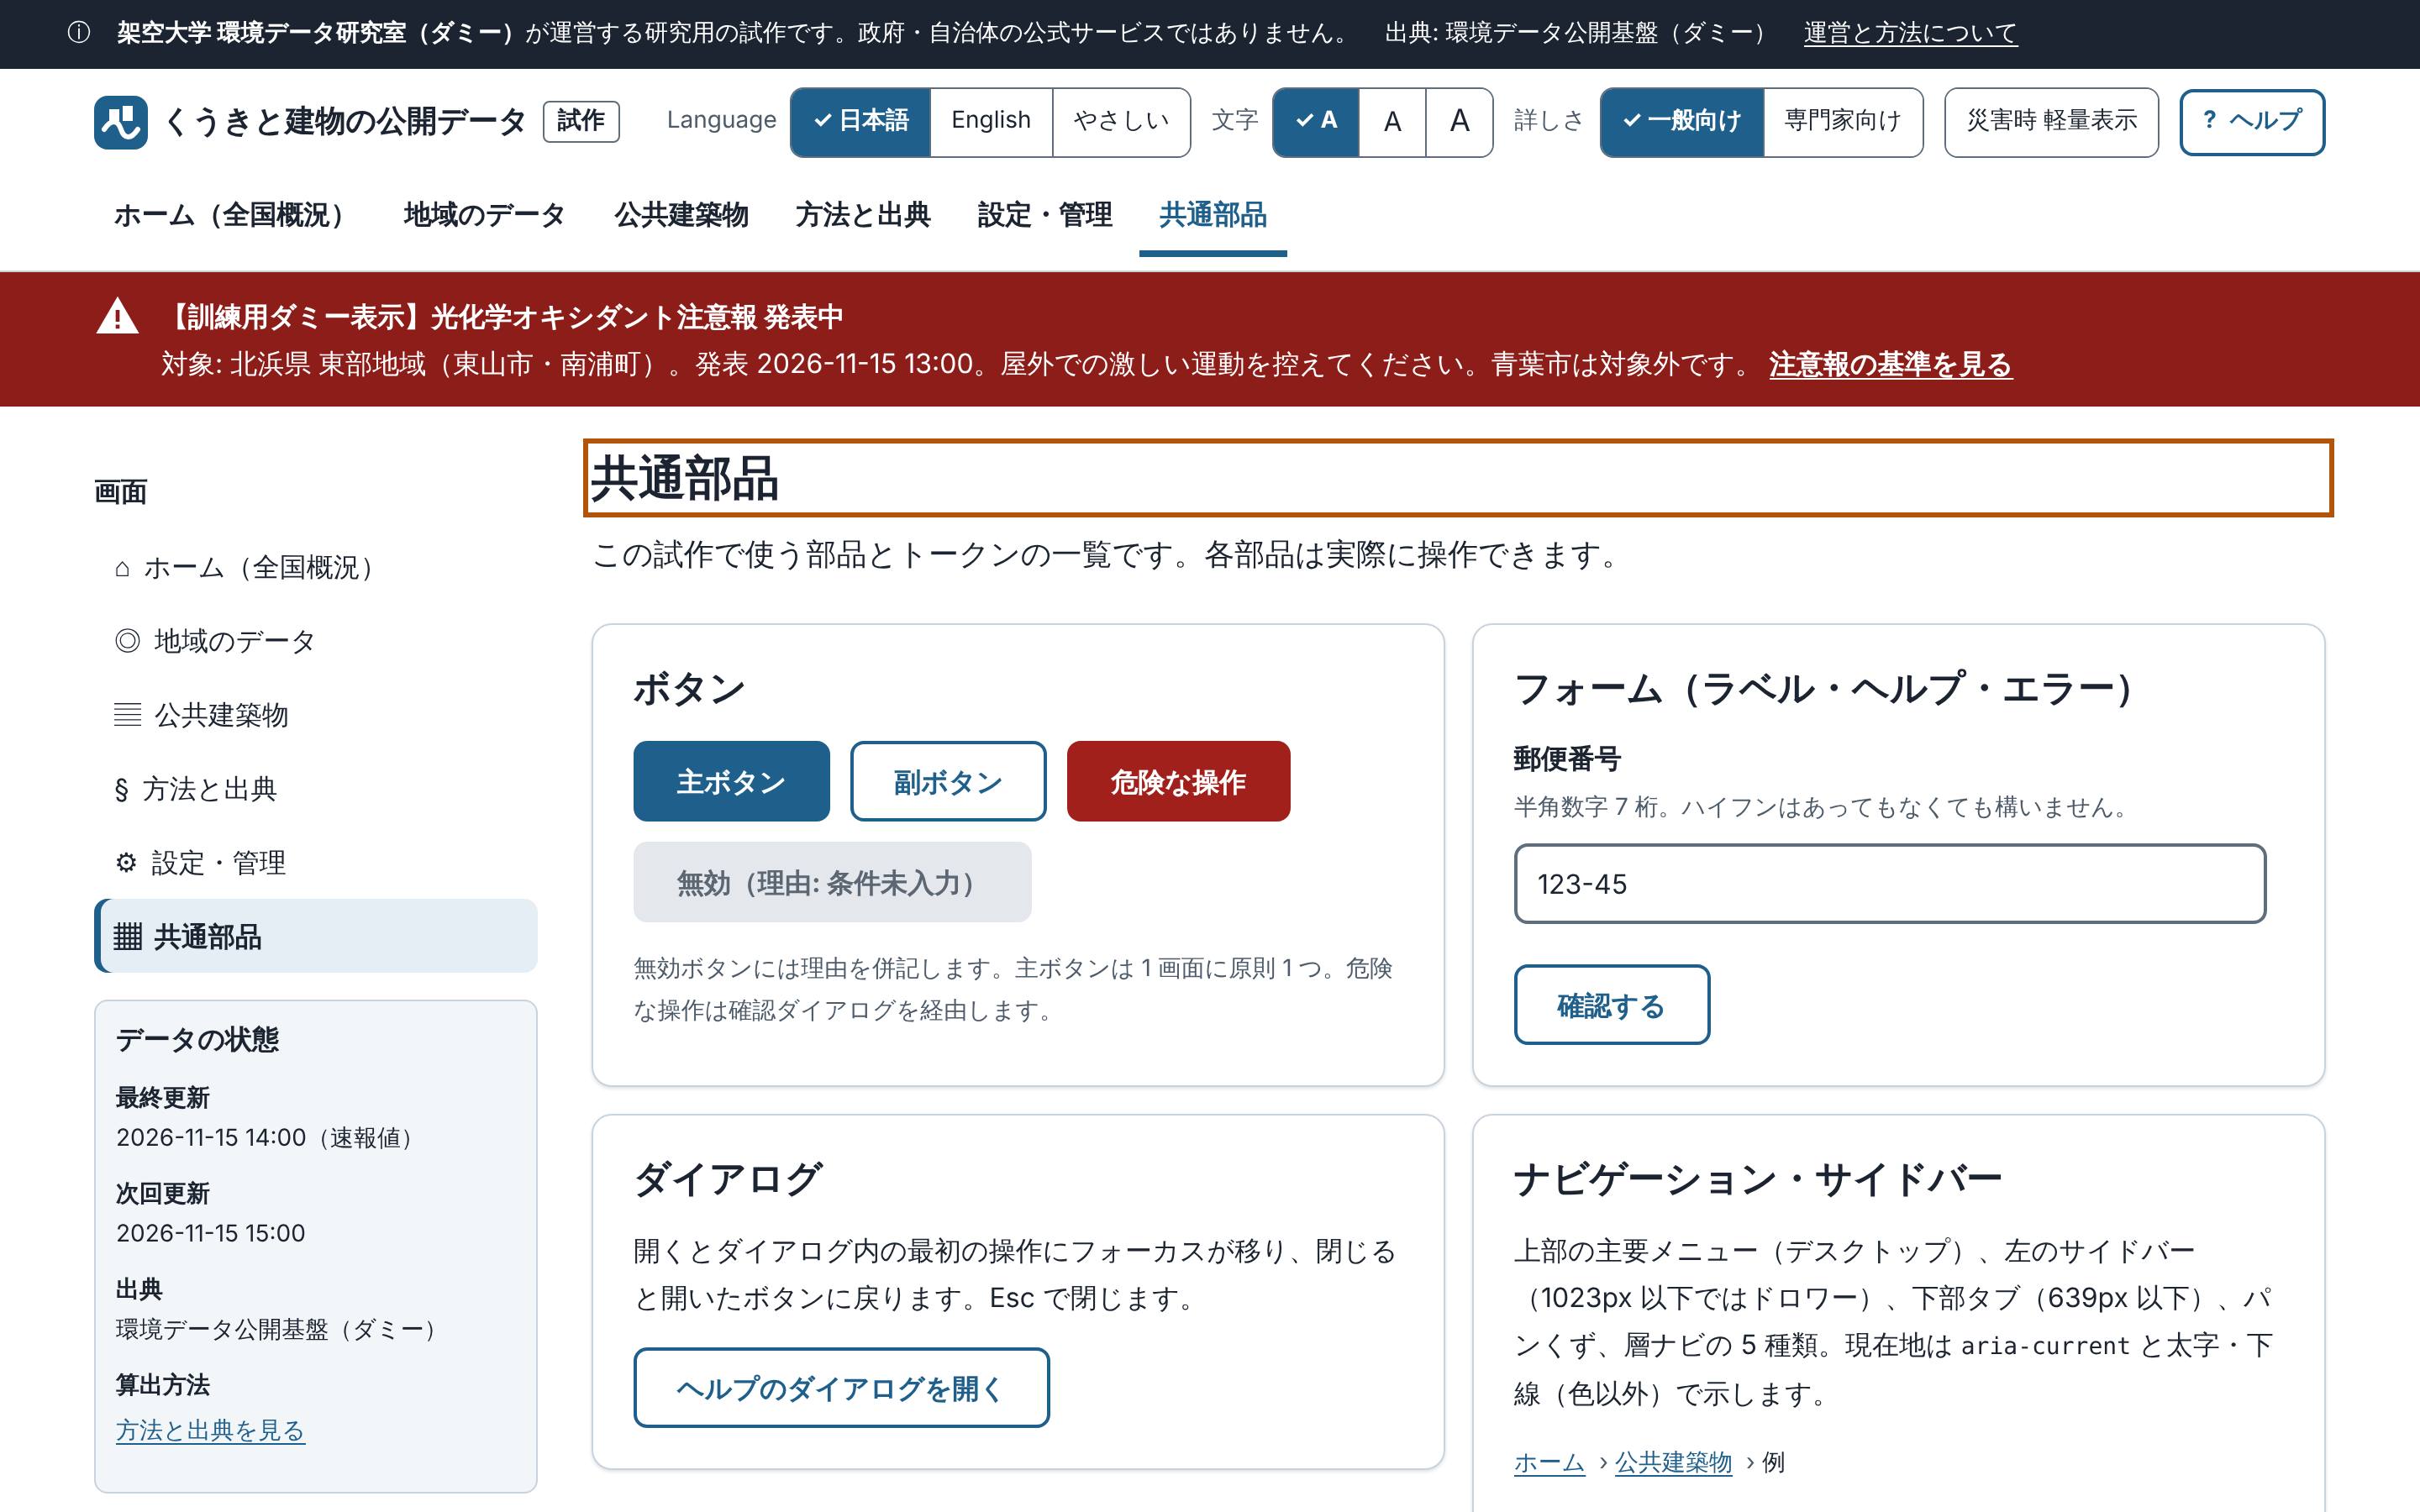 ⓘ 架空大学 環境データ研究室（ダミー）が運営する研究用の試作です。政府・自治体の公式サービスではありません。 出典: 環境データ公開基盤（ダミー） 運営と方法について
くうきと建物の公開データ 試作 Language ✓ 日本語 English やさしい 文字 ✓ A A A 詳しさ ✓ 一般向け 専門家向け 災害時 軽量表示 ? ヘルプ
ホーム（全国概況） 地域のデータ 公共建築物 方法と出典 設定・管理 共通部品
【訓練用ダミー表示】光化学オキシダント注意報 発表中
対象: 北浜県 東部地域（東山市・南浦町）。発表 2026-11-15 13:00。屋外での激しい運動を控えてください。青葉市は対象外です。 注意報の基準を見る
画面
⌂ ホーム（全国概況）
◎ 地域のデータ
▤ 公共建築物
§ 方法と出典
⚙ 設定・管理
▦ 共通部品
データの状態
最終更新
2026-11-15 14:00（速報値）
次回更新
2026-11-15 15:00
出典
環境データ公開基盤（ダミー）
算出方法
方法と出典を見る
共通部品
この試作で使う部品とトークンの一覧です。各部品は実際に操作できます。
ボタン
主ボタン 副ボタン 危険な操作
無効（理由: 条件未入力）
無効ボタンには理由を併記します。主ボタンは 1 画面に原則 1 つ。危険
な操作は確認ダイアログを経由します。
フォーム（ラベル・ヘルプ・エラー）
郵便番号
半角数字 7 桁。ハイフンはあってもなくても構いません。
123-45
確認する
ダイアログ
開くとダイアログ内の最初の操作にフォーカスが移り、閉じる
と開いたボタンに戻ります。Esc で閉じます。
ヘルプのダイアログを開く
ナビゲーション・サイドバー
上部の主要メニュー（デスクトップ）、左のサイドバー
（1023px 以下ではドロワー）、下部タブ（639px 以下）、パ
ンくず、層ナビの 5 種類。現在地は aria-current と太字・下
線（色以外）で示します。
ホーム › 公共建築物 › 例